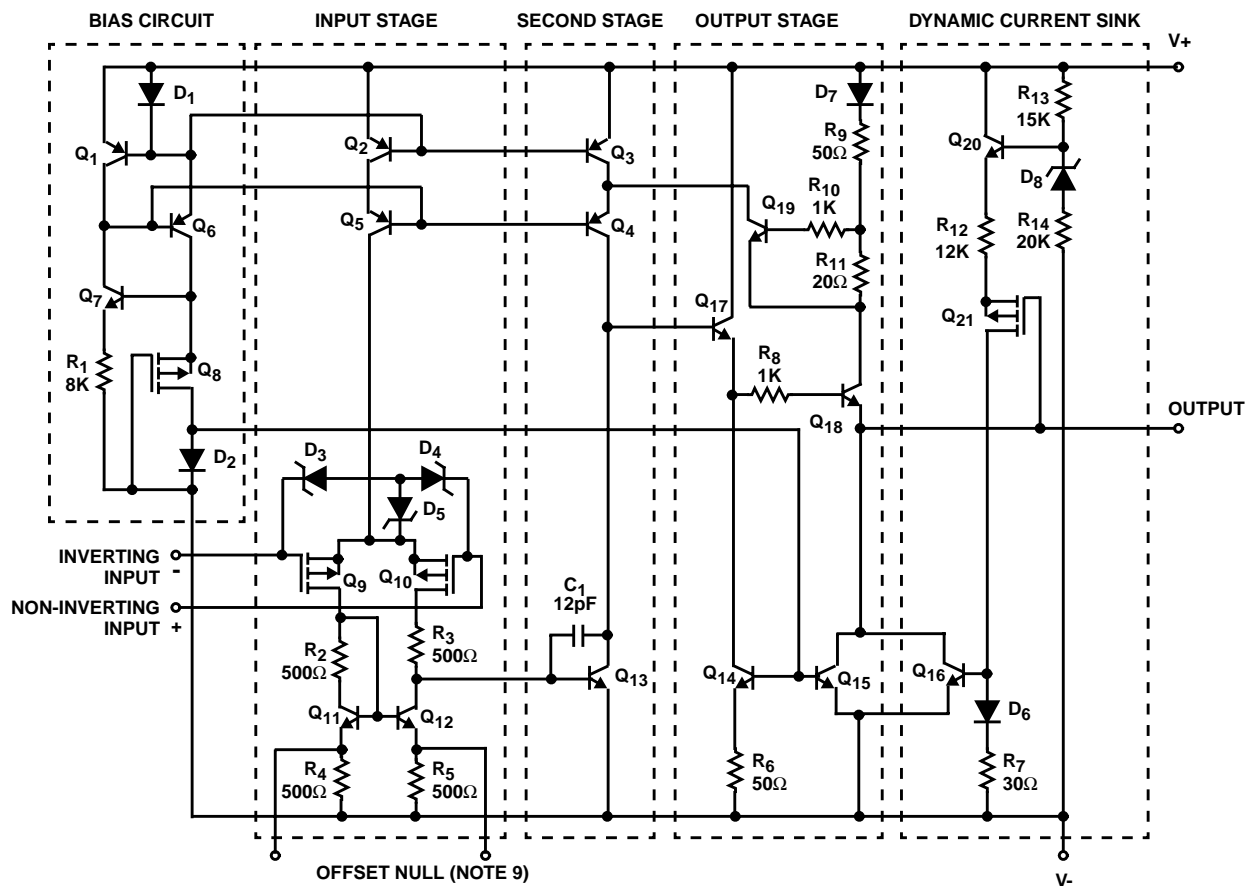 BIAS CIRCUIT
INPUT STAGE
SECOND STAGE
OUTPUT STAGE
DYNAMIC CURRENT SINK
V+
D1
D7
R13
15K
Q1
Q2
Q3
R9
50Ω
Q20
D8
R10
1K
Q19
Q6
Q5
Q4
R12
12K
R14
20K
R11
20Ω
Q7
Q17
Q21
R1
8K
Q8
R8
1K
OUTPUT
Q18
D2
D3
D4
D5
INVERTING
INPUT -
Q9
Q10
NON-INVERTING
INPUT +
C1
12pF
R2
500Ω
R3
500Ω
Q13
Q14
Q15
Q16
Q11
Q12
D6
R4
500Ω
R5
500Ω
R6
50Ω
R7
30Ω
OFFSET NULL (NOTE 9)
V-